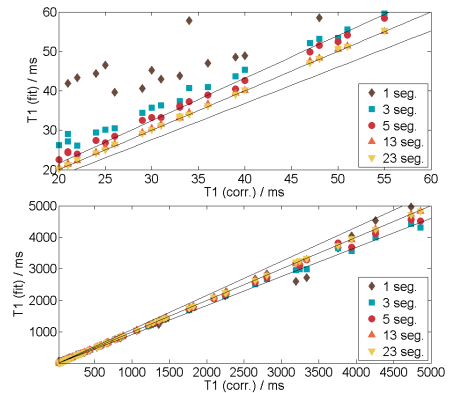 60
50
40
30
20
T1 (fit) / ms
20 25 30 35 40 45 50 55 60
T1 (corr.) / ms
1 seg.
3 seg.
5 seg.
13 seg.
23 seg.
5000
4000
3000
2000
1000
T1 (fit) / ms
500 1000 1500 2000 2500 3000 3500 4000 4500 5000
T1 (corr.) / ms
1 seg.
3 seg.
5 seg.
13 seg.
23 seg.